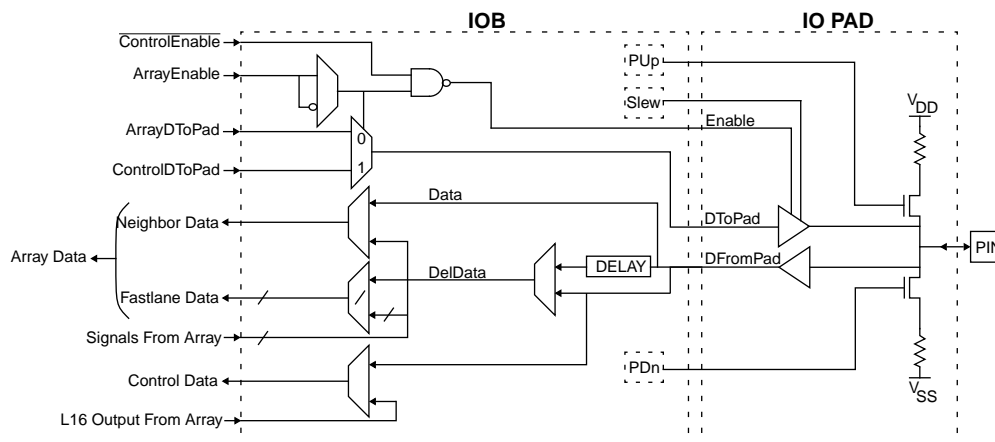 IOB
IO PAD
ControlEnable
ArrayEnable
ArrayDToPad
ControlDToPad
0
1
PUp
Slew
Enable
VDD
Neighbor Data
Data
DToPad
PIN
Array Data
DelData
DELAY
DFromPad
Fastlane Data
Signals From Array
PDn
Control Data
VSS
L16 Output From Array